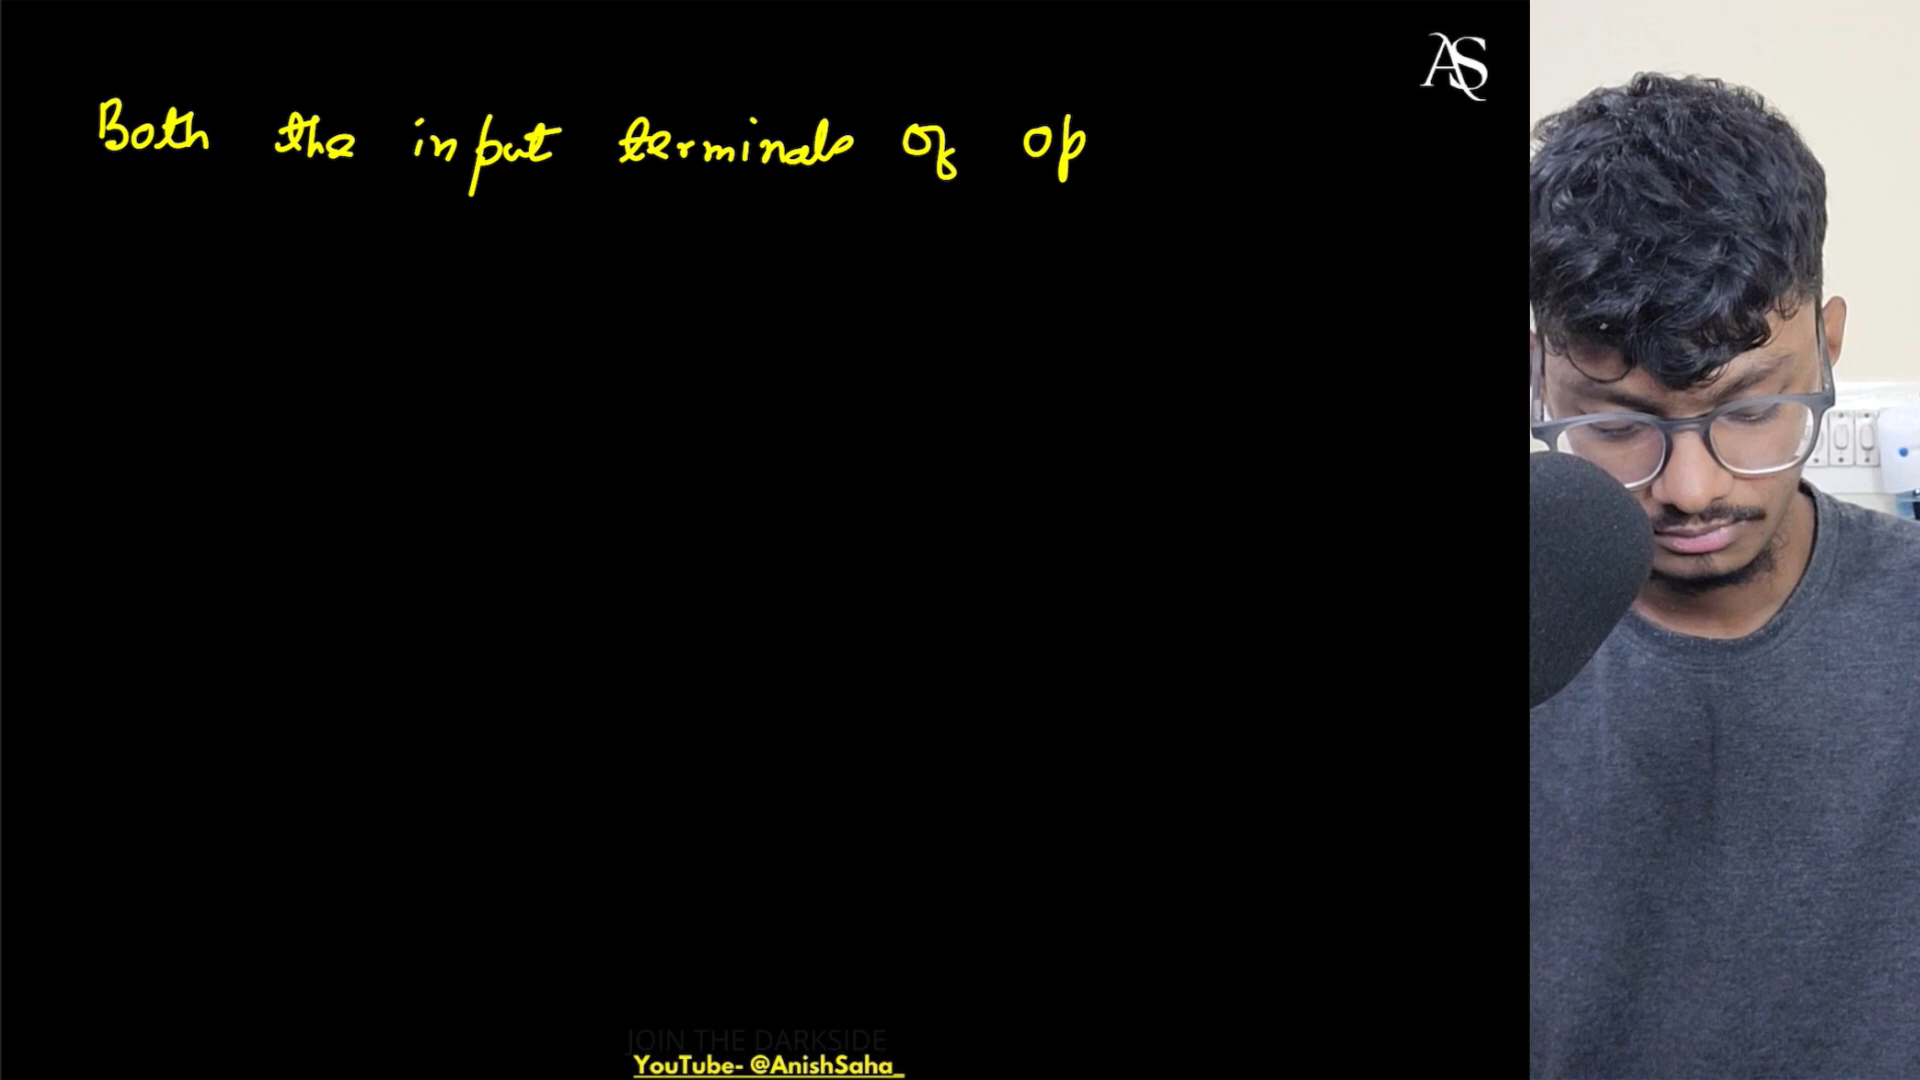 AS
Both the input terminals of op
JOIN THE DARKSIDE
YouTube- @AnishSaha_